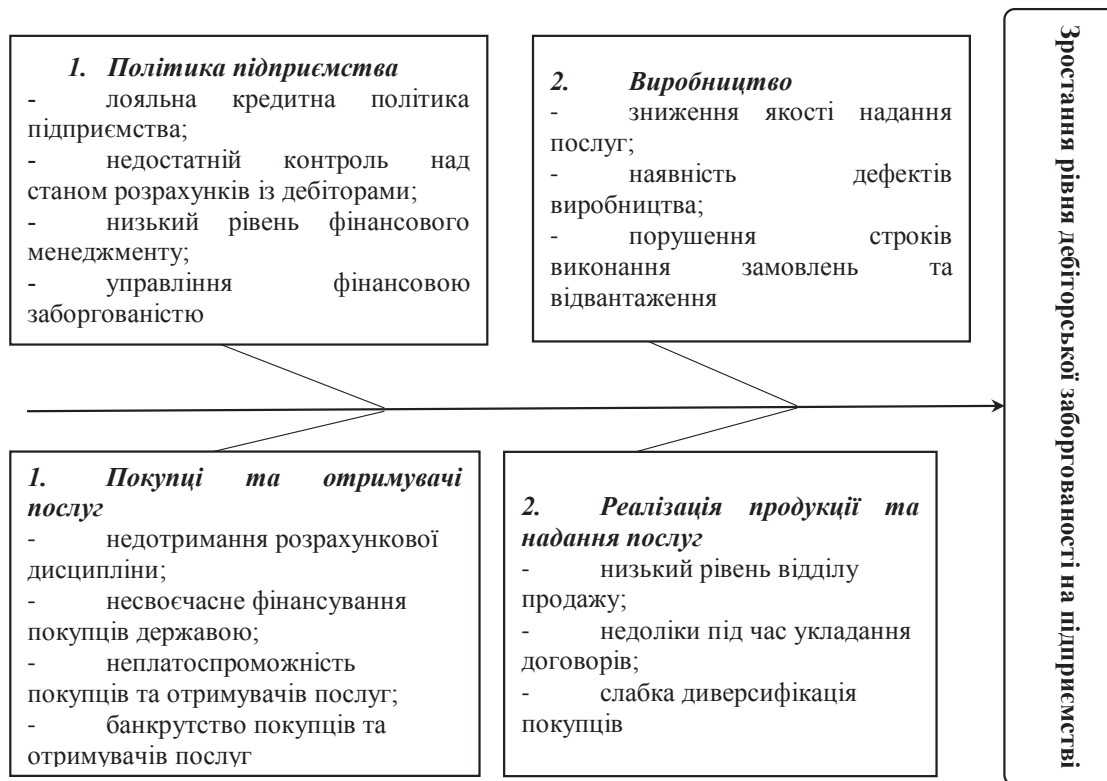 1. Політика підприємства
- лояльна кредитна політика
підприємства;
- недостатній контроль над
станом розрахунків із дебіторами;
- низький рівень фінансового
менеджменту;
- управління фінансовою
заборгованістю
2. Виробництво
- зниження якості надання
послуг;
- наявність дефектів
виробництва;
- порушення строків
виконання замовлень та
відвантаження
1. Покупці та отримувачі
послуг
- недотримання розрахункової
дисципліни;
- несвоєчасне фінансування
покупців державою;
- неплатоспроможність
покупців та отримувачів послуг;
- банкрутство покупців та
отримувачів послуг
2. Реалізація продукції та
надання послуг
- низький рівень відділу
продажу;
- недоліки під час укладання
договорів;
- слабка диверсифікація
покупців
Зростання рівня дебіторської заборгованості на підприємстві